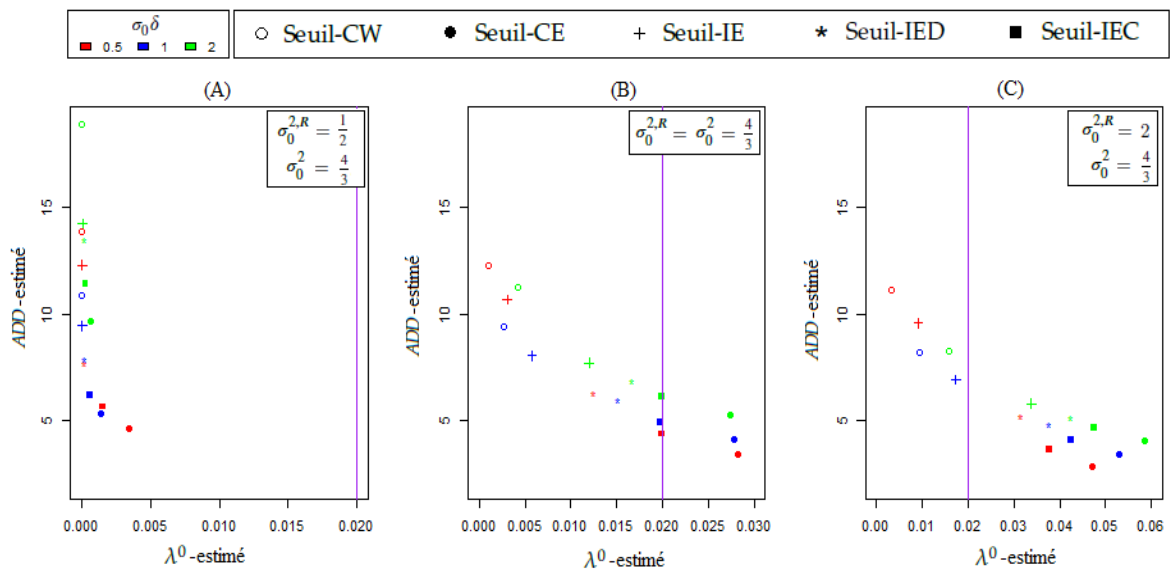 σ₀δ
0.5 1 2
Seuil-CW Seuil-CE Seuil-IE Seuil-IED Seuil-IEC
(A)
σ₀^{2,R} = 1/2
σ₀^2 = 4/3
15
10
5
ADD-estimé
0.000 0.005 0.010 0.015 0.020
λ⁰-estimé
(B)
σ₀^{2,R} = σ₀^2 = 4/3
15
10
5
ADD-estimé
0.000 0.005 0.010 0.015 0.020 0.025 0.030
λ⁰-estimé
(C)
σ₀^{2,R} = 2
σ₀^2 = 4/3
15
10
5
ADD-estimé
0.00 0.01 0.02 0.03 0.04 0.05 0.06
λ⁰-estimé